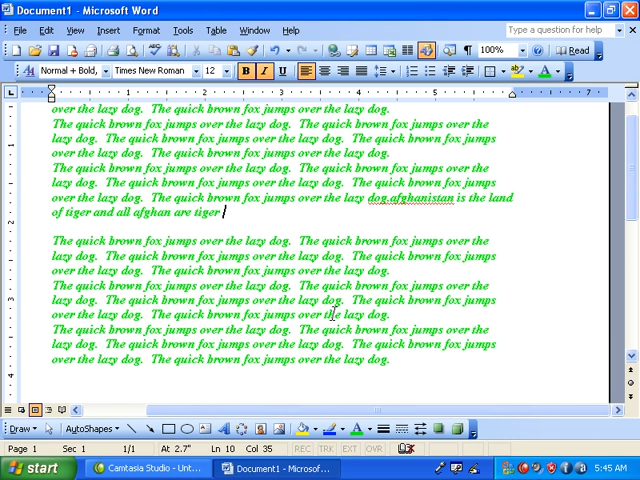 Document1 - Microsoft Word
File Edit View Insert Format Tools Table Window Help Type a question for help
100% Read
Normal + Bold, Times New Roman 12 B I U A
1 2 3 4 5 7
over the lazy dog. The quick brown fox jumps over the lazy dog.
The quick brown fox jumps over the lazy dog. The quick brown fox jumps over the
lazy dog. The quick brown fox jumps over the lazy dog. The quick brown fox jumps
over the lazy dog. The quick brown fox jumps over the lazy dog.
The quick brown fox jumps over the lazy dog. The quick brown fox jumps over the
lazy dog. The quick brown fox jumps over the lazy dog. The quick brown fox jumps
over the lazy dog. The quick brown fox jumps over the lazy dog.afghanistan is the land
of tiger and all afghan are tiger
The quick brown fox jumps over the lazy dog. The quick brown fox jumps over the
lazy dog. The quick brown fox jumps over the lazy dog. The quick brown fox jumps
over the lazy dog. The quick brown fox jumps over the lazy dog.
The quick brown fox jumps over the lazy dog. The quick brown fox jumps over the
lazy dog. The quick brown fox jumps over the lazy dog. The quick brown fox jumps
over the lazy dog. The quick brown fox jumps over the lazy dog.
The quick brown fox jumps over the lazy dog. The quick brown fox jumps over the
lazy dog. The quick brown fox jumps over the lazy dog. The quick brown fox jumps
over the lazy dog. The quick brown fox jumps over the lazy dog.
Draw AutoShapes
Page 1 Sec 1 1/1 At 2.7" Ln 10 Col 35 REC TRK EXT OVR
start Camtasia Studio - Unt... Document1 - Microsof... 5:45 AM